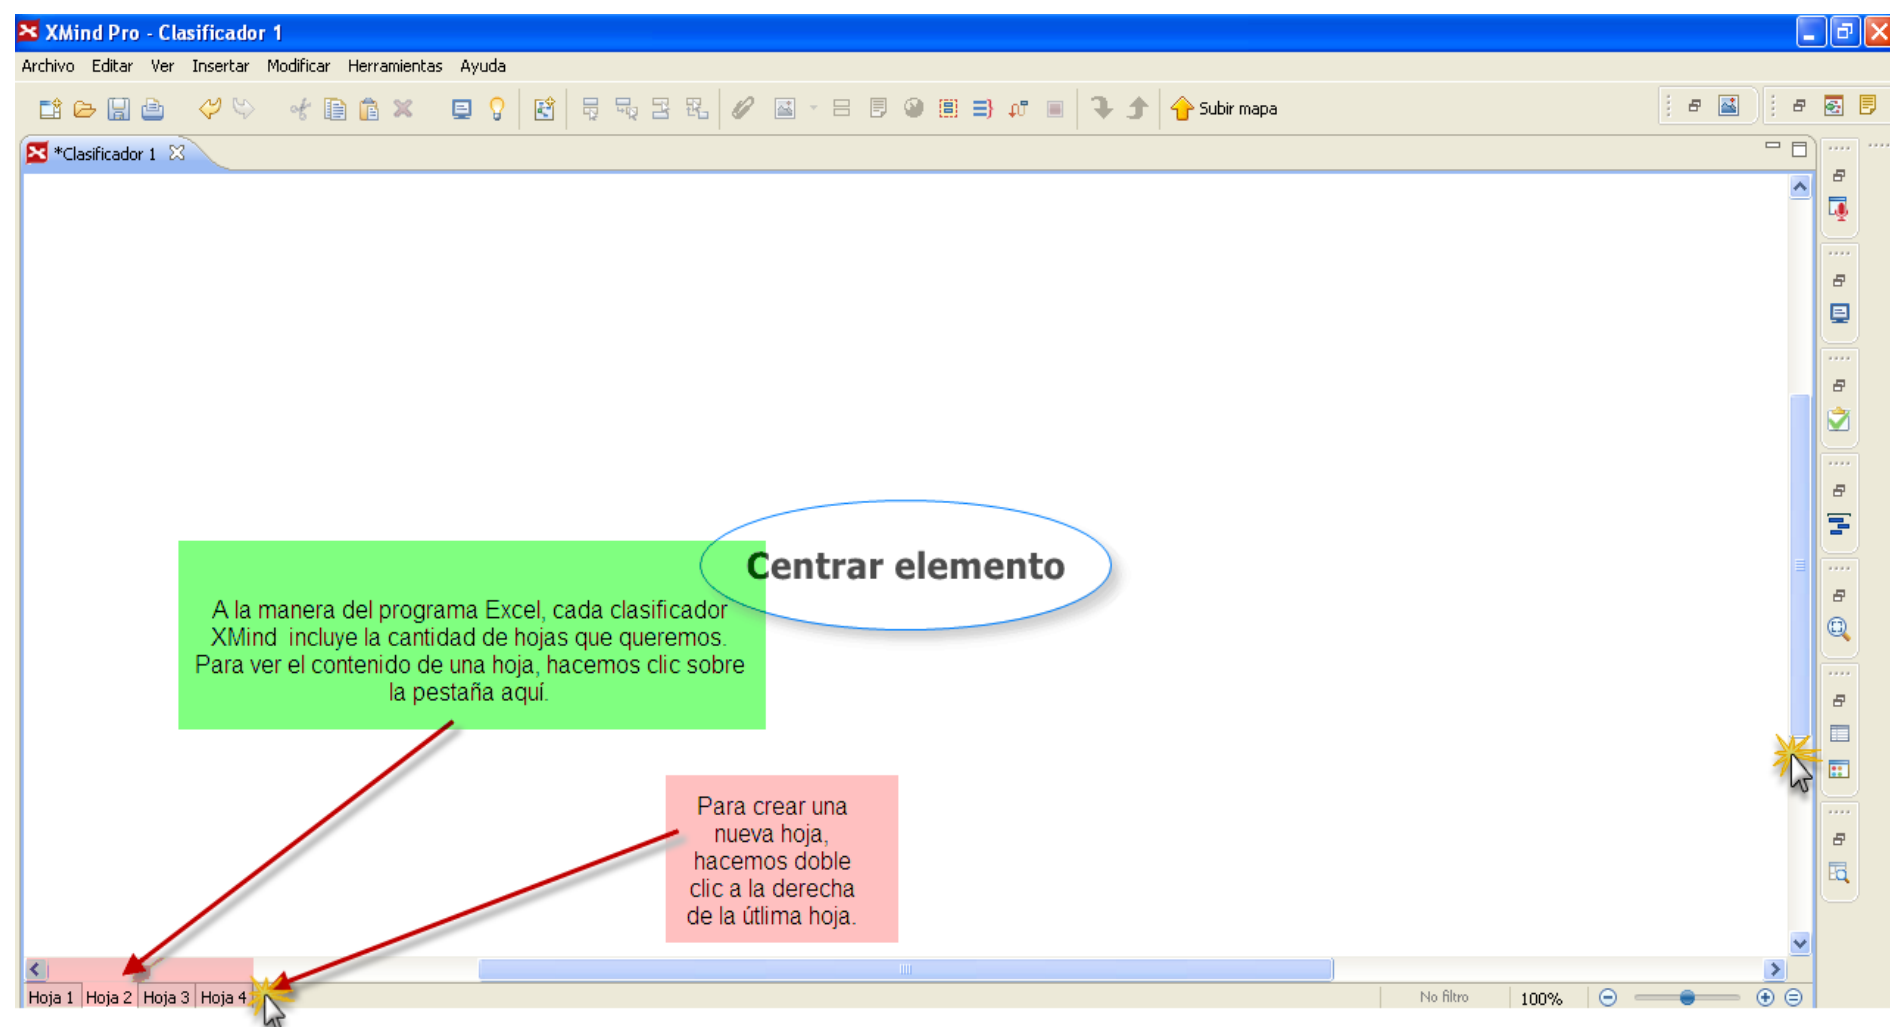 XMind Pro - Clasificador 1
Archivo Editar Ver Insertar Modificar Herramientas Ayuda
Subir mapa
*Clasificador 1
Centrar elemento
A la manera del programa Excel, cada clasificador
XMind incluye la cantidad de hojas que queremos.
Para ver el contenido de una hoja, hacemos clic sobre
la pestaña aquí.
Para crear una
nueva hoja,
hacemos doble
clic a la derecha
de la útlima hoja.
Hoja 1 Hoja 2 Hoja 3 Hoja 4
No filtro 100%